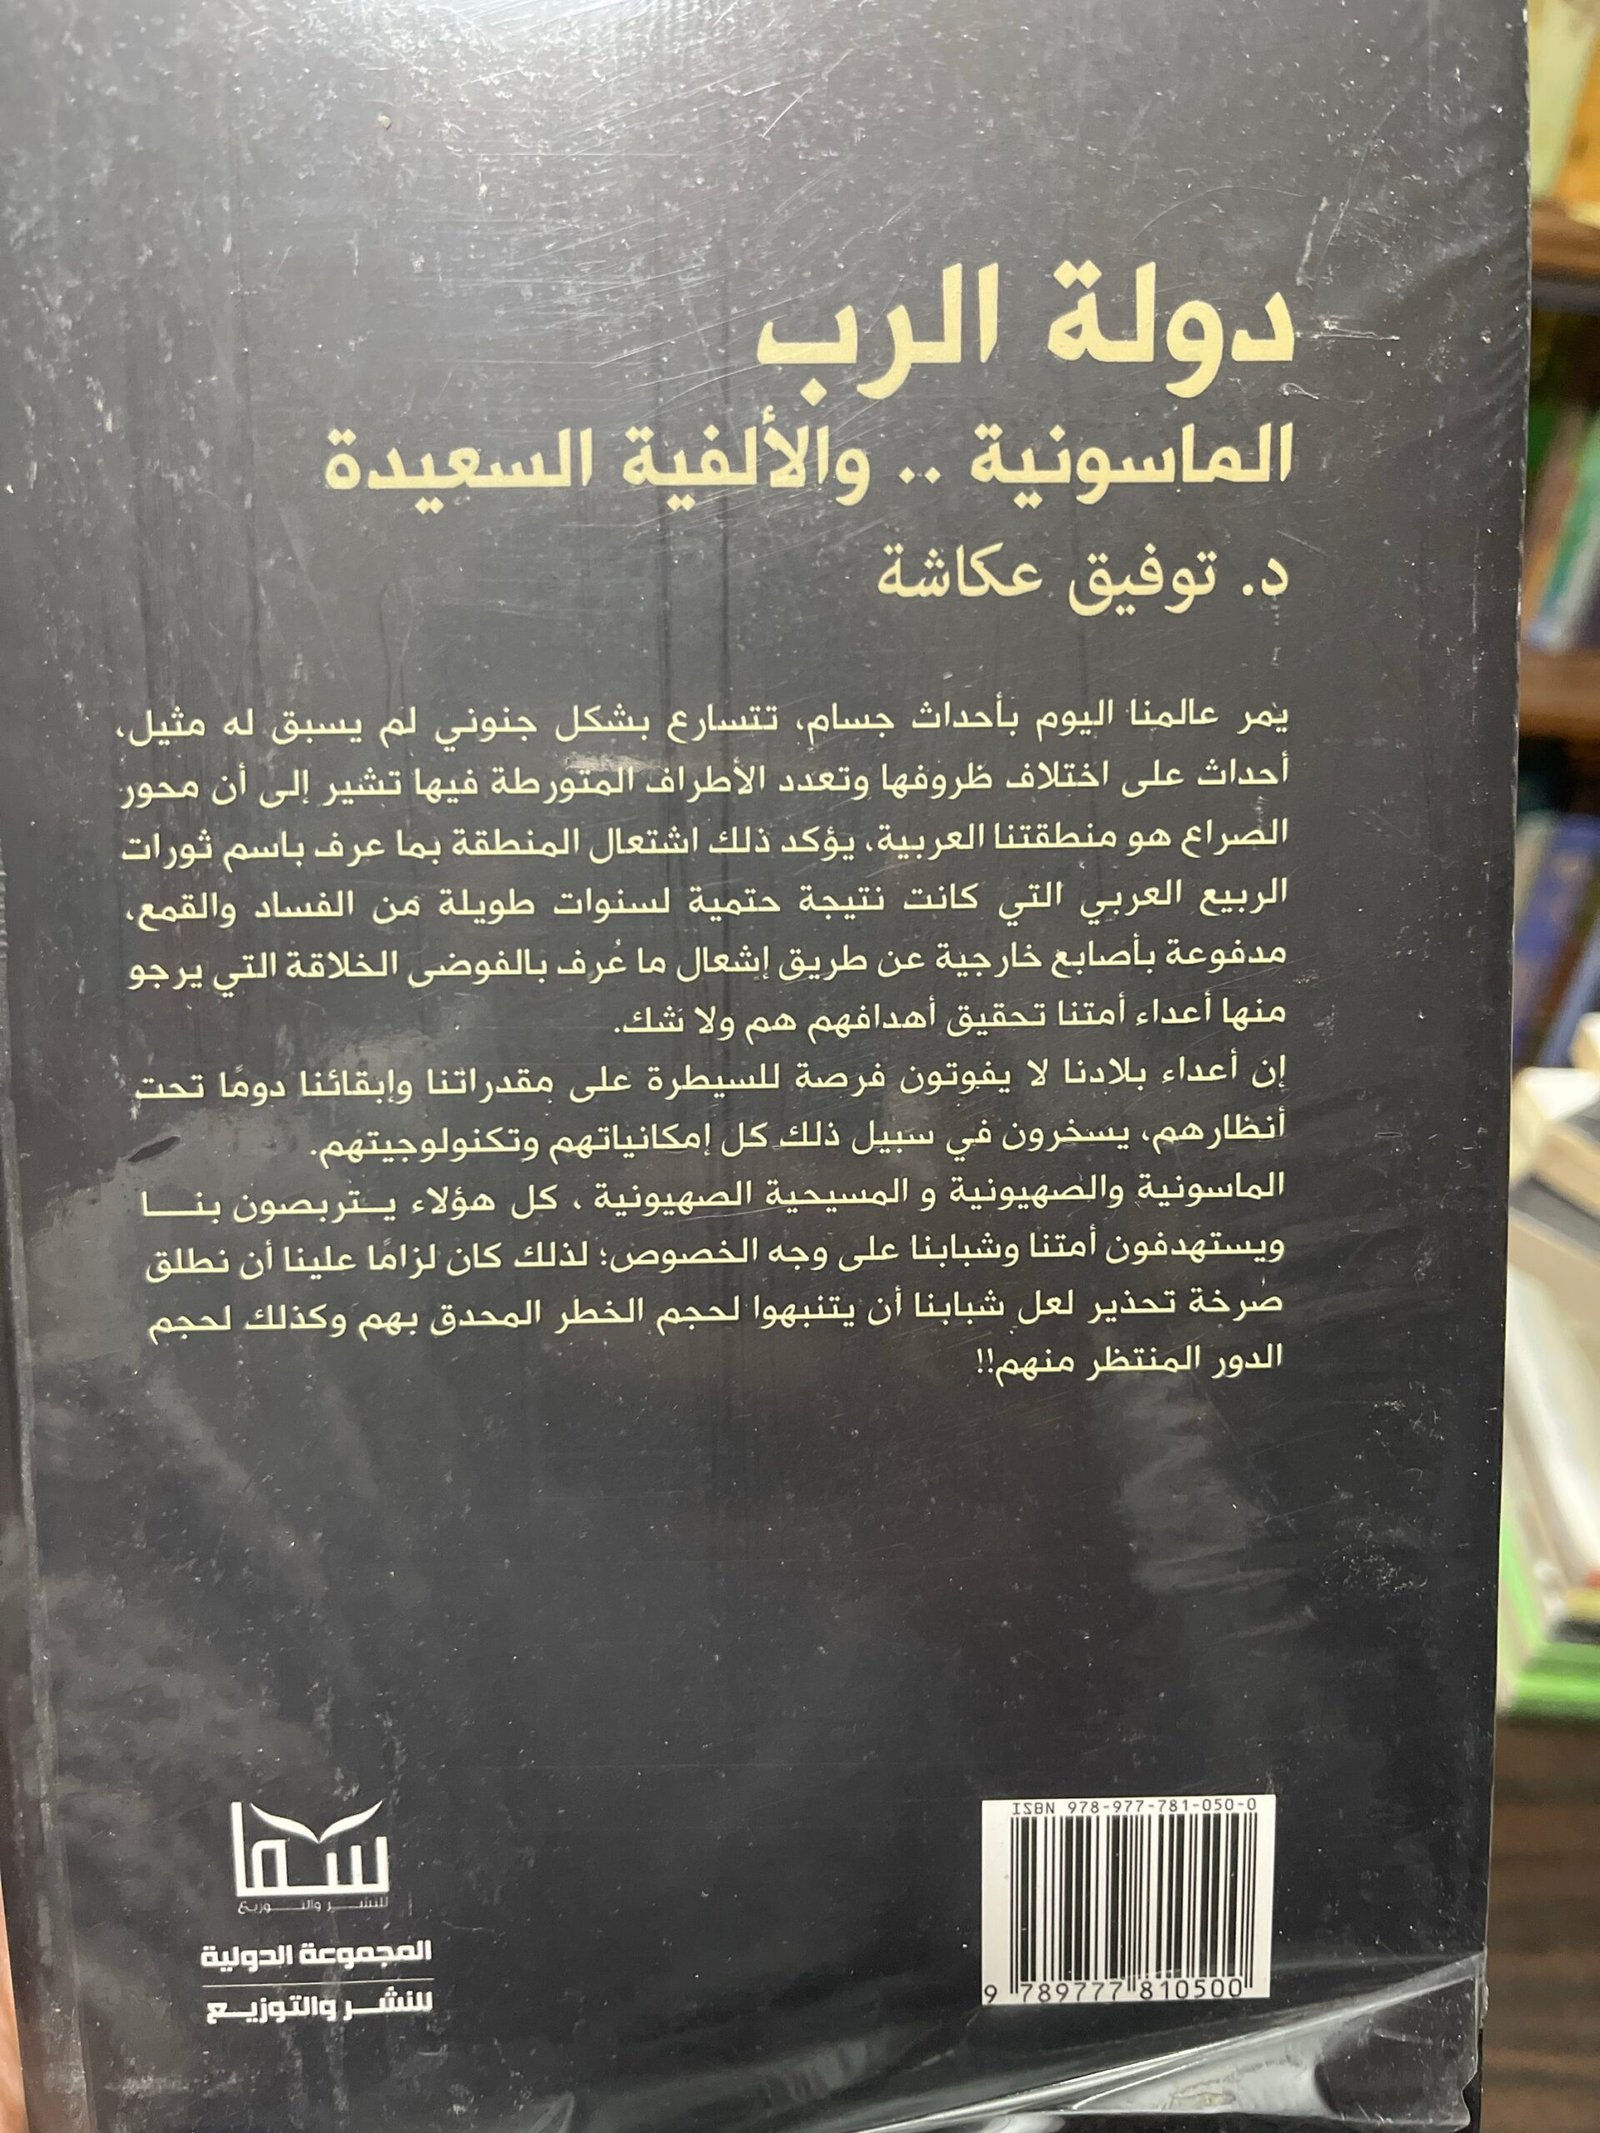 دولة الرب
الماسونية .. والألفية السعيدة
د. توفيق عكاشة
يمر عالمنا اليوم بأحداث جسام، تتسارع بشكل جنوني لم يسبق له مثيل،
أحداث على اختلاف ظروفها وتعدد الأطراف المتورطة فيها تشير إلى أن محور
الصراع هو منطقتنا العربية، يؤكد ذلك اشتعال المنطقة بما عرف باسم ثورات
الربيع العربي التي كانت نتيجة حتمية لسنوات طويلة من الفساد والقمع،
مدفوعة بأصابع خارجية عن طريق إشعال ما عُرف بالفوضى الخلاقة التي يرجو
منها أعداء أمتنا تحقيق أهدافهم هم ولا شك.
إن أعداء بلادنا لا يفوتون فرصة للسيطرة على مقدراتنا وإبقائنا دومًا تحت
أنظارهم، يسخرون في سبيل ذلك كل إمكانياتهم وتكنولوجيتهم.
الماسونية والصهيونية و المسيحية الصهيونية ، كل هؤلاء يتربصون بنا
ويستهدفون أمتنا وشبابنا على وجه الخصوص؛ لذلك كان لزامًا علينا أن نطلق
صرخة تحذير لعل شبابنا أن يتنبهوا لحجم الخطر المحدق بهم وكذلك لحجم
الدور المنتظر منهم!!
ISBN 978-977-781-050-0
9 789777 810500
سما
للنشر والتوزيع
المجموعة الدولية
للنشر والتوزيع